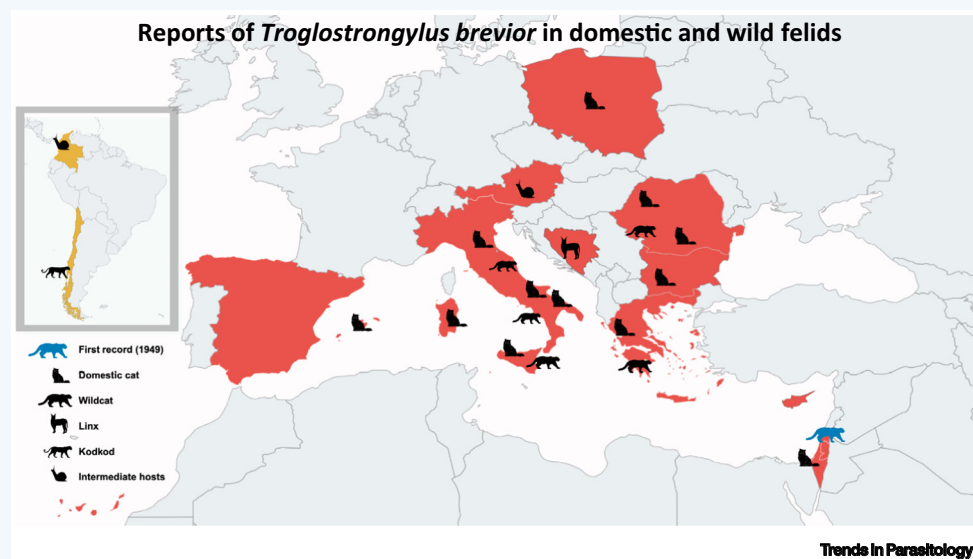 Reports of Troglostrongylus brevior in domestic and wild felids
First record (1949)
Domestic cat
Wildcat
Linx
Kodkod
Intermediate hosts
Trends in Parasitology